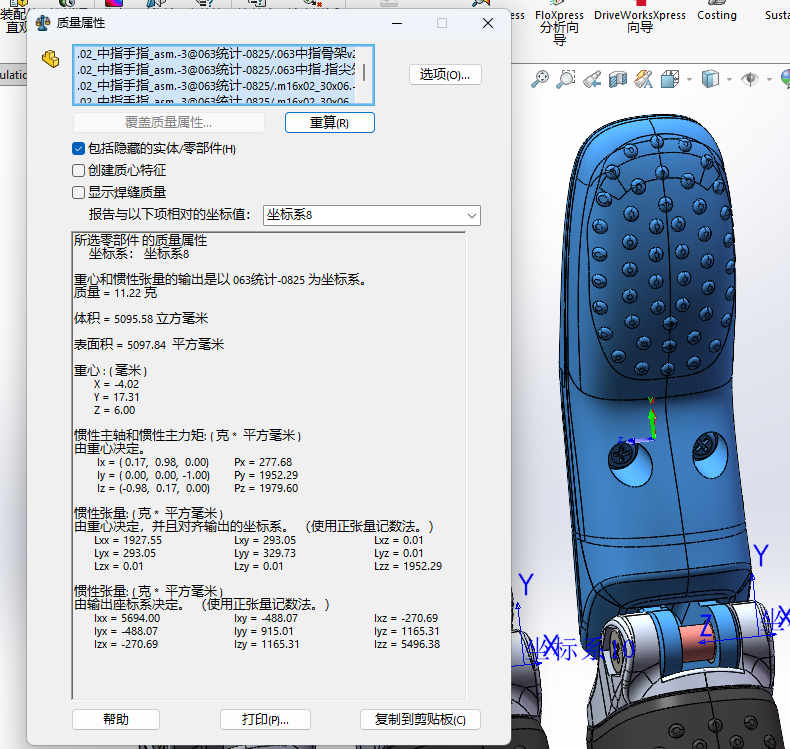 装配
直观
ulatio
ess FloXpress DriveWorksXpress Costing Susta
分析向 向导
导
质量属性
.02_中指手指_asm.-3@063统计-0825/.063中指骨架v2
.02_中指手指_asm.-3@063统计-0825/.063中指-指尖
.02_中指手指_asm.-3@063统计-0825/.m16x02_30x06.-
.02_中指手指_asm.-3@063统计-0825/.m16x02_30x06.
选项(O)...
覆盖质量属性...
重算(R)
包括隐藏的实体/零部件(H)
创建质心特征
显示焊缝质量
报告与以下项相对的坐标值: 坐标系8
所选零部件 的质量属性
坐标系: 坐标系8
重心和惯性张量的输出是以 063统计-0825 为坐标系。
质量 = 11.22 克
体积 = 5095.58 立方毫米
表面积 = 5097.84 平方毫米
重心 : ( 毫米 )
X = -4.02
Y = 17.31
Z = 6.00
惯性主轴和惯性主力矩: ( 克 * 平方毫米 )
由重心决定。
Ix = ( 0.17, 0.98, 0.00) Px = 277.68
Iy = ( 0.00, 0.00, -1.00) Py = 1952.29
Iz = (-0.98, 0.17, 0.00) Pz = 1979.60
惯性张量: ( 克 * 平方毫米 )
由重心决定，并且对齐输出的坐标系。 （使用正张量记数法。）
Lxx = 1927.55 Lxy = 293.05 Lxz = 0.01
Lyx = 293.05 Lyy = 329.73 Lyz = 0.01
Lzx = 0.01 Lzy = 0.01 Lzz = 1952.29
惯性张量: ( 克 * 平方毫米 )
由输出座标系决定。 （使用正张量记数法。）
Ixx = 5694.00 Ixy = -488.07 Ixz = -270.69
Iyx = -488.07 Iyy = 915.01 Iyz = 1165.31
Izx = -270.69 Izy = 1165.31 Izz = 5496.38
帮助 打印(P)... 复制到剪贴板(C)
Y
Z
Y
Y
Z X
X 坐标系10